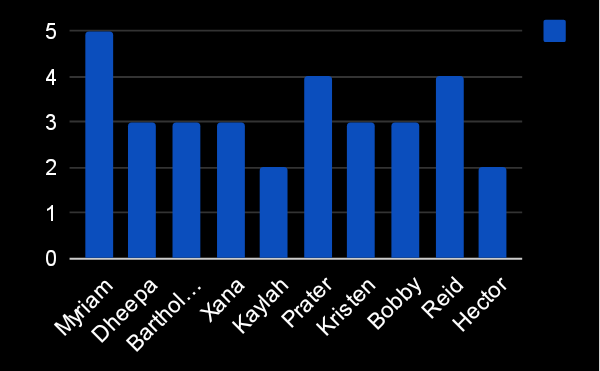 5
4
3
2
1
0
Myriam
Dheepa
Barthol...
Xana
Kaylah
Prater
Kristen
Bobby
Reid
Hector